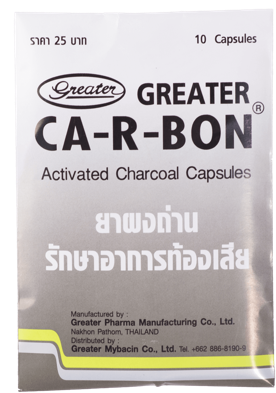 ราคา 25 บาท 10 Capsules
Greater GREATER
CA-R-BON®
Activated Charcoal Capsules
ยาผงถ่าน
รักษาอาการท้องเสีย
Manufactured by :
Greater Pharma Manufacturing Co., Ltd.
Nakhon Pathom, THAILAND
Distributed by :
Greater Mybacin Co., Ltd. Tel. +662 886-8190-9